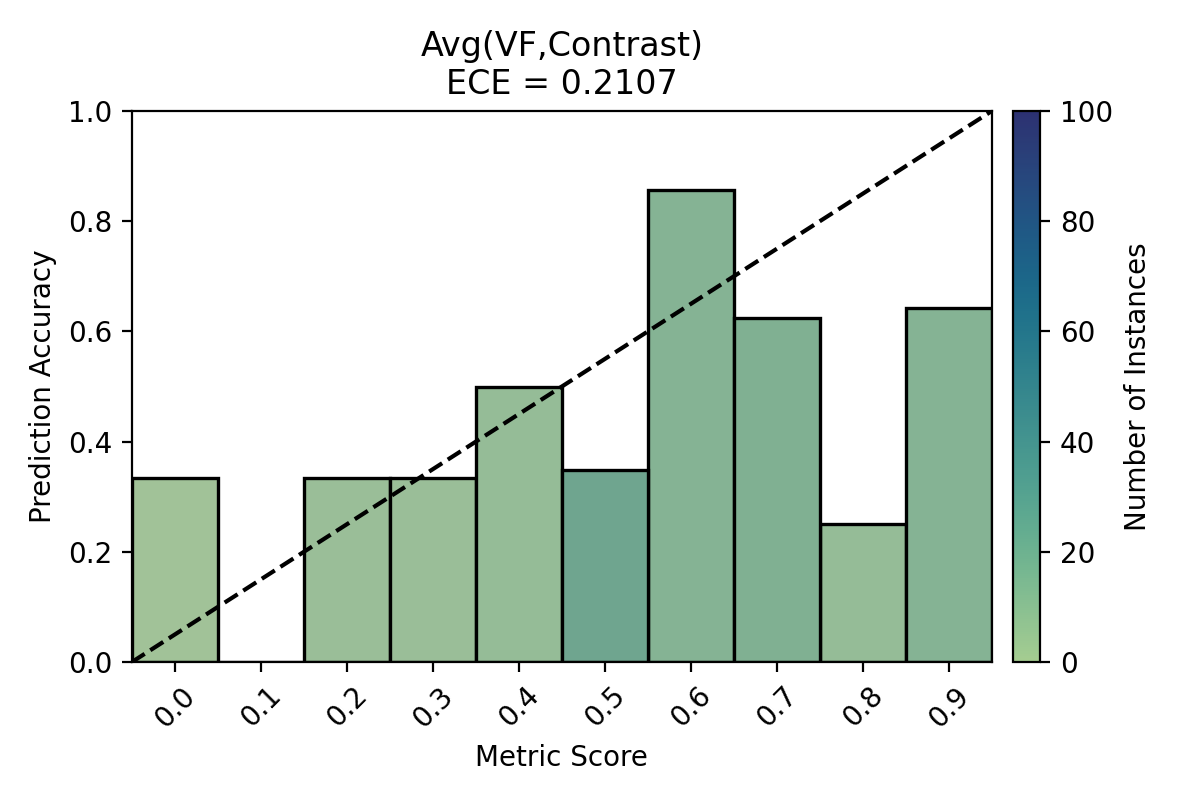 Avg(VF,Contrast)
ECE = 0.2107
Prediction Accuracy
1.0
0.8
0.6
0.4
0.2
0.0
0.0 0.1 0.2 0.3 0.4 0.5 0.6 0.7 0.8 0.9
Metric Score
100
80
60
40
20
0
Number of Instances